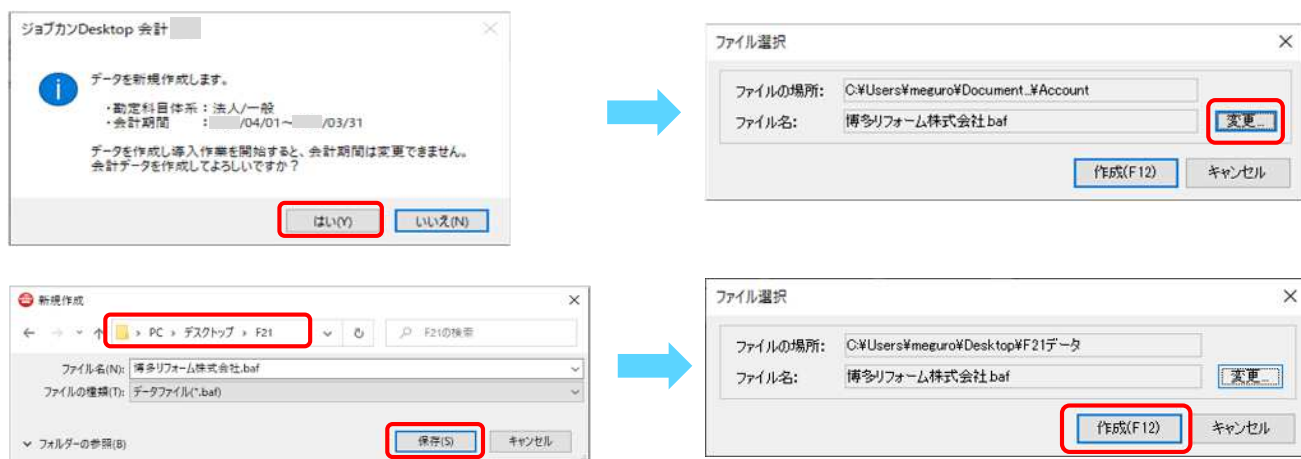 ジョブカンDesktop 会計
データを新規作成します。
・勘定科目体系：法人/一般
・会計期間　：　/04/01～　/03/31
データを作成し導入作業を開始すると、会計期間は変更できません。
会計データを作成してよろしいですか？
はい(Y)
いいえ(N)
ファイル選択
ファイルの場所:
C:¥Users¥meguro¥Document...¥Account
ファイル名:
博多リフォーム株式会社.baf
変更...
作成(F12)
キャンセル
新規作成
PC › デスクトップ › F21
F21の検索
ファイル名(N):
博多リフォーム株式会社.baf
ファイルの種類(T):
データファイル(*.baf)
フォルダーの参照(B)
保存(S)
キャンセル
ファイル選択
ファイルの場所:
C:¥Users¥meguro¥Desktop¥F21データ
ファイル名:
博多リフォーム株式会社.baf
変更...
作成(F12)
キャンセル